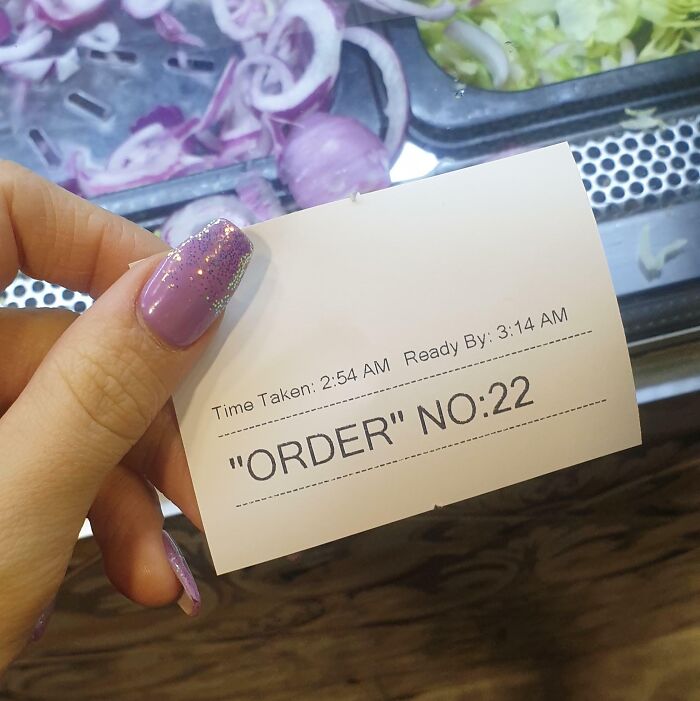 Time Taken: 2:54 AM Ready By: 3:14 AM
"ORDER" NO:22